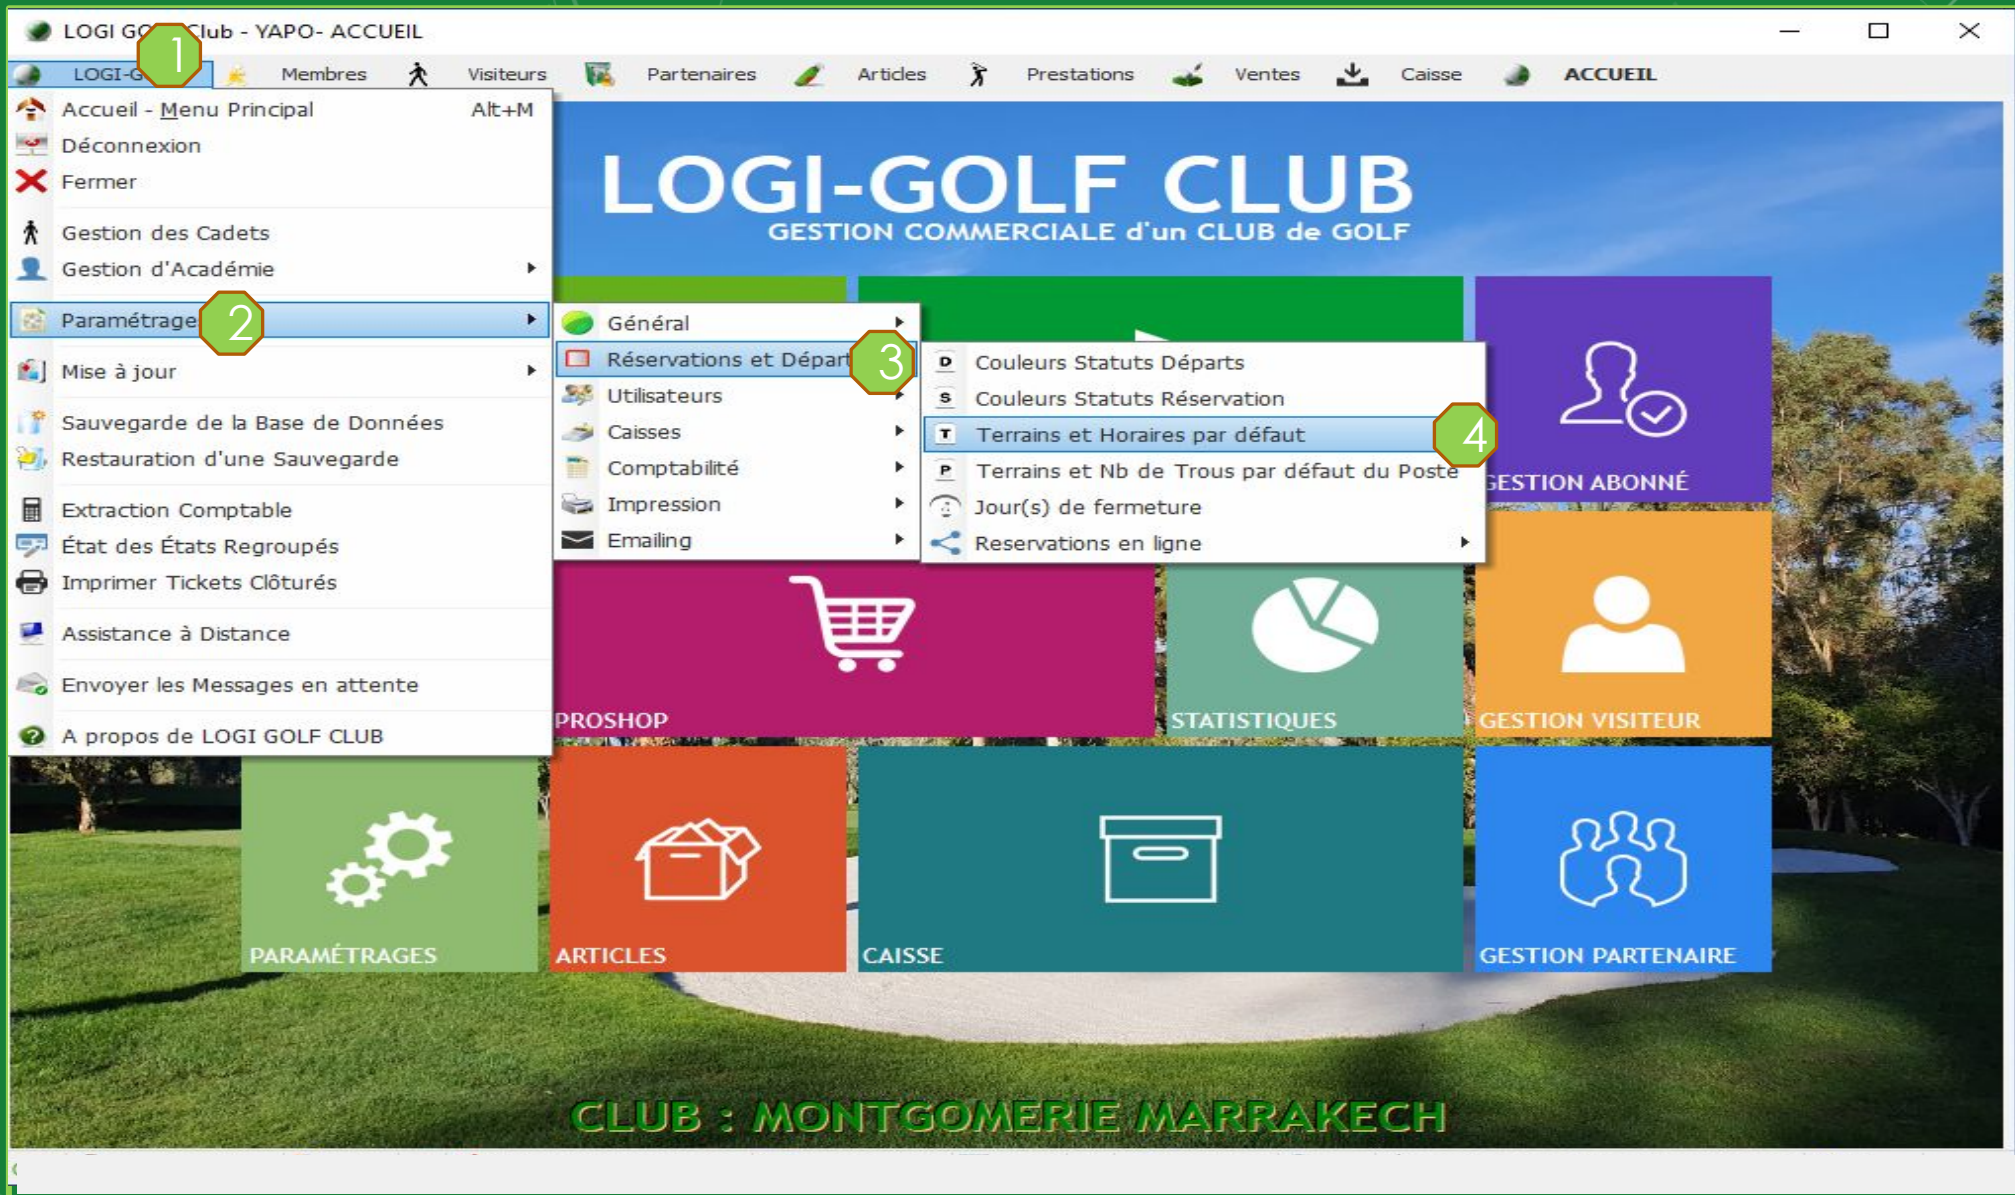 LOGI GO Club - YAPO- ACCUEIL
1
LOGI-G Membres Visiteurs Partenaires Articles Prestations Ventes Caisse ACCUEIL
Accueil - Menu Principal Alt+M
Déconnexion
Fermer
Gestion des Cadets
Gestion d'Académie
Paramétrage 2
Mise à jour
Sauvegarde de la Base de Données
Restauration d'une Sauvegarde
Extraction Comptable
État des États Regroupés
Imprimer Tickets Clôturés
Assistance à Distance
Envoyer les Messages en attente
A propos de LOGI GOLF CLUB
Général
Réservations et Départ 3
Utilisateurs
Caisses
Comptabilité
Impression
Emailing
D Couleurs Statuts Départs
S Couleurs Statuts Réservation
T Terrains et Horaires par défaut 4
P Terrains et Nb de Trous par défaut du Poste
Jour(s) de fermeture
Reservations en ligne
LOGI-GOLF CLUB
GESTION COMMERCIALE d'un CLUB de GOLF
GESTION ABONNÉ
PROSHOP
STATISTIQUES
GESTION VISITEUR
PARAMÉTRAGES
ARTICLES
CAISSE
GESTION PARTENAIRE
CLUB : MONTGOMERIE MARRAKECH